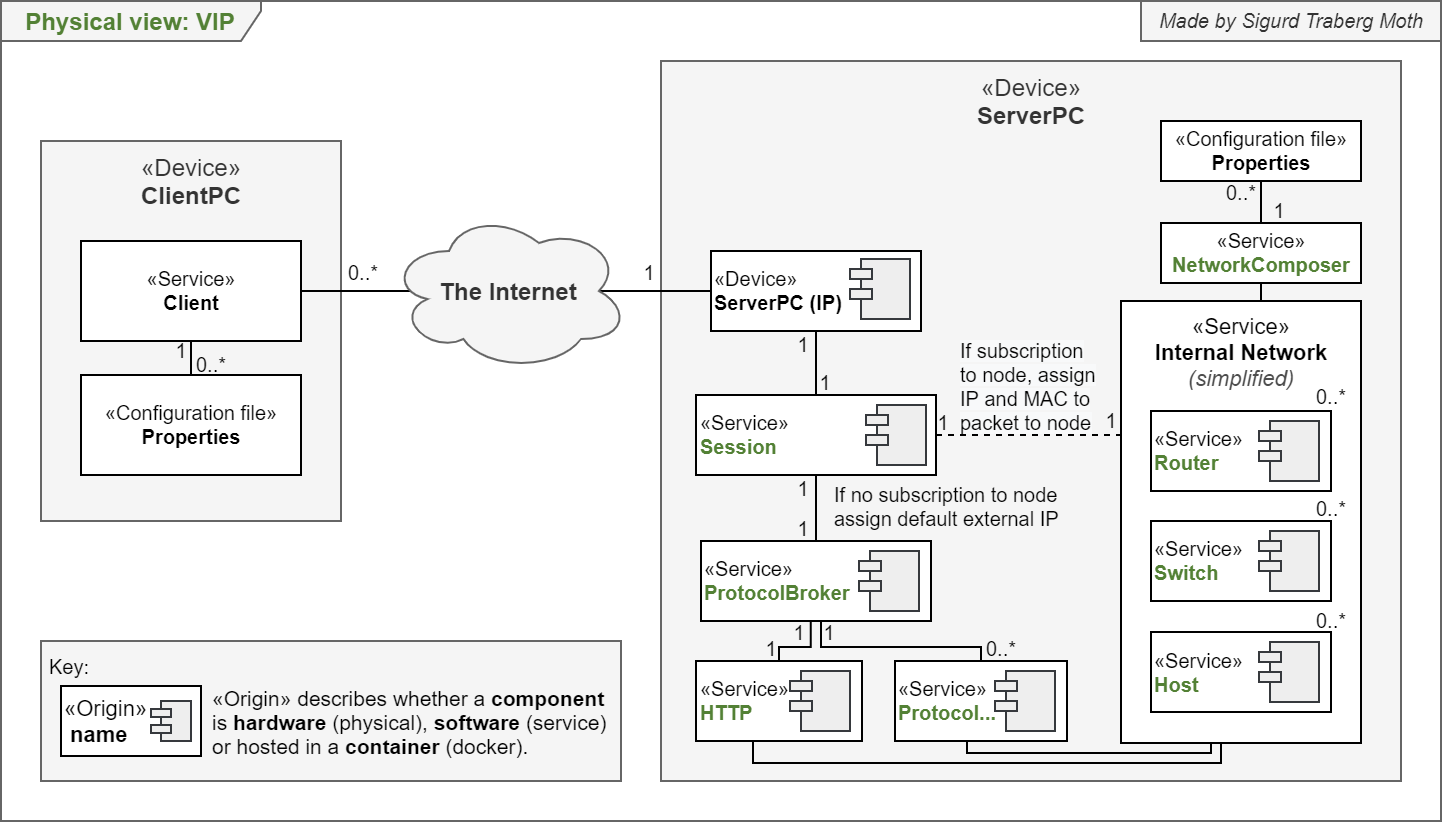 Physical view: VIP
Made by Sigurd Traberg Moth
«Device»
ClientPC
«Service»
Client
1
0..*
«Configuration file»
Properties
0..*
The Internet
1
«Device»
ServerPC
«Configuration file»
Properties
0..*
1
«Service»
NetworkComposer
«Device»
ServerPC (IP)
1
1
«Service»
Session
1
If subscription
to node, assign
IP and MAC to
packet to node
1
«Service»
Internal Network
(simplified)
0..*
«Service»
Router
0..*
«Service»
Switch
0..*
«Service»
Host
1
If no subscription to node
assign default external IP
1
«Service»
ProtocolBroker
1
1
1
0..*
«Service»
HTTP
«Service»
Protocol...
Key:
«Origin»
name
«Origin» describes whether a component
is hardware (physical), software (service)
or hosted in a container (docker).